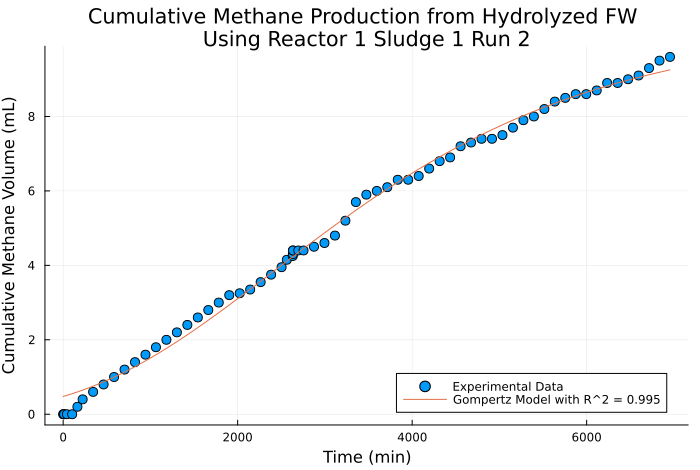 Cumulative Methane Production from Hydrolyzed FW
Using Reactor 1 Sludge 1 Run 2
Cumulative Methane Volume (mL)
8
6
4
2
0
Experimental Data
Gompertz Model with R^2 = 0.995
0 2000 4000 6000
Time (min)